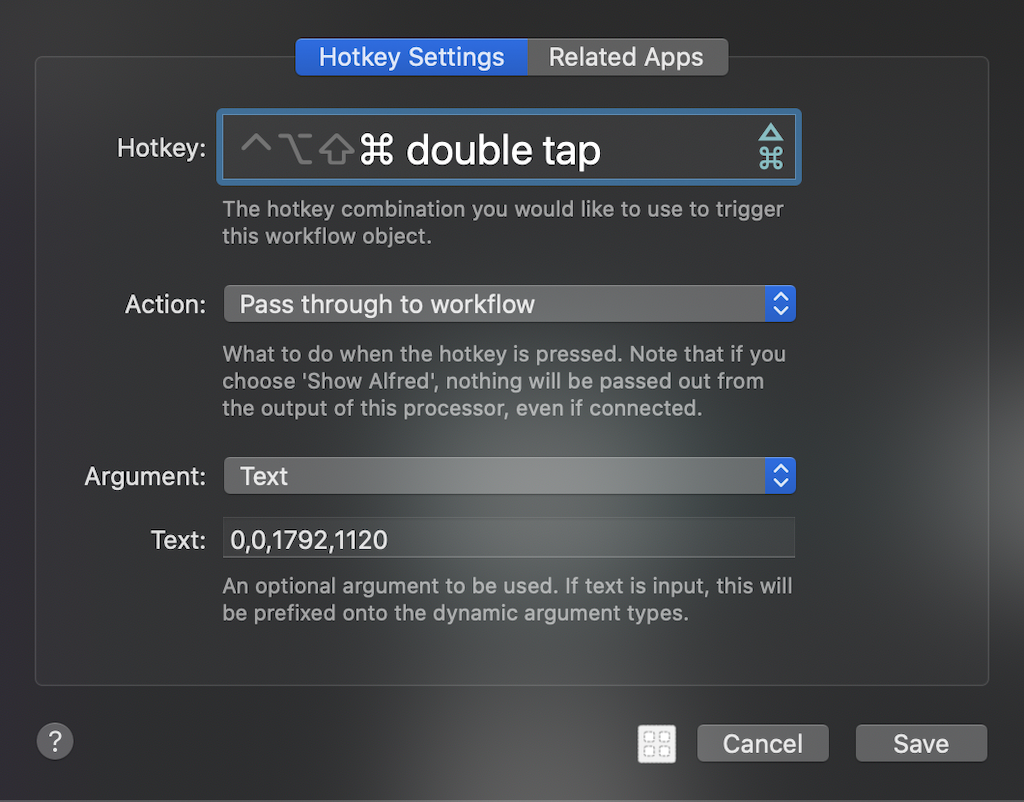 Hotkey Settings Related Apps
Hotkey: ⌃⌥⇧⌘ double tap
The hotkey combination you would like to use to trigger
this workflow object.
Action: Pass through to workflow
What to do when the hotkey is pressed. Note that if you
choose 'Show Alfred', nothing will be passed out from
the output of this processor, even if connected.
Argument: Text
Text: 0,0,1792,1120
An optional argument to be used. If text is input, this will
be prefixed onto the dynamic argument types.
? Cancel Save